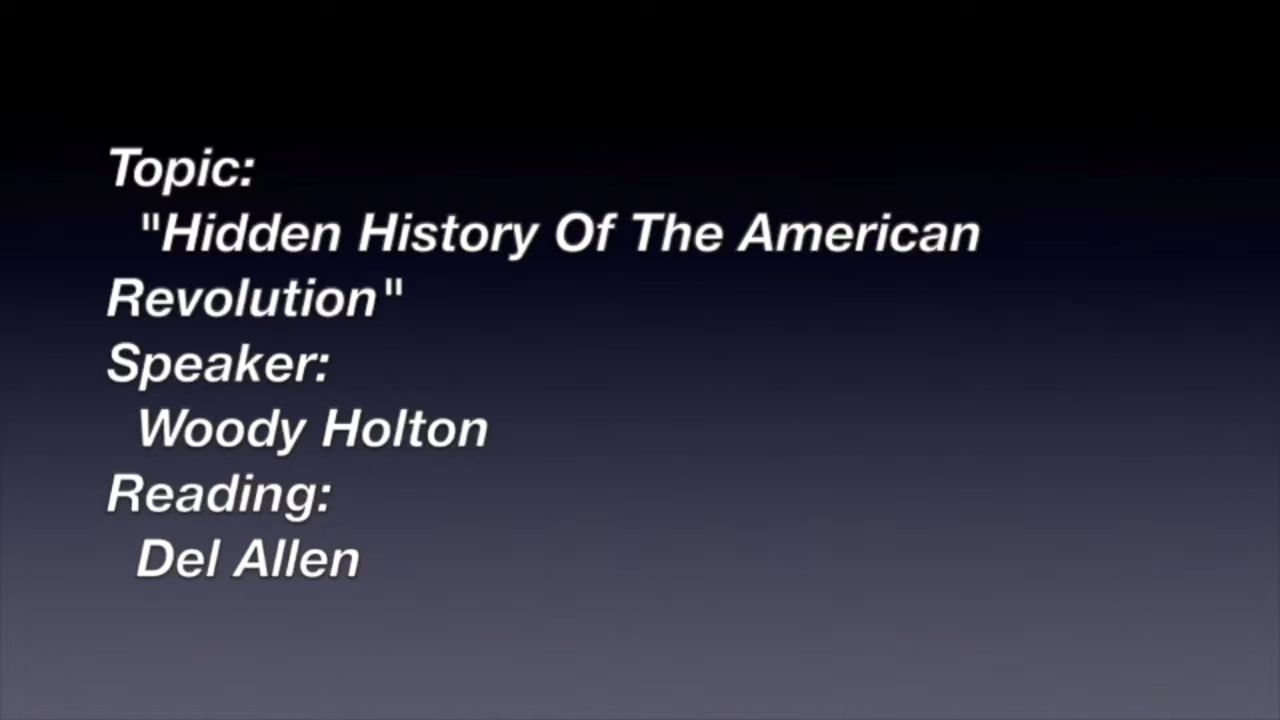 Topic:
"Hidden History Of The American
Revolution"
Speaker:
Woody Holton
Reading:
Del Allen